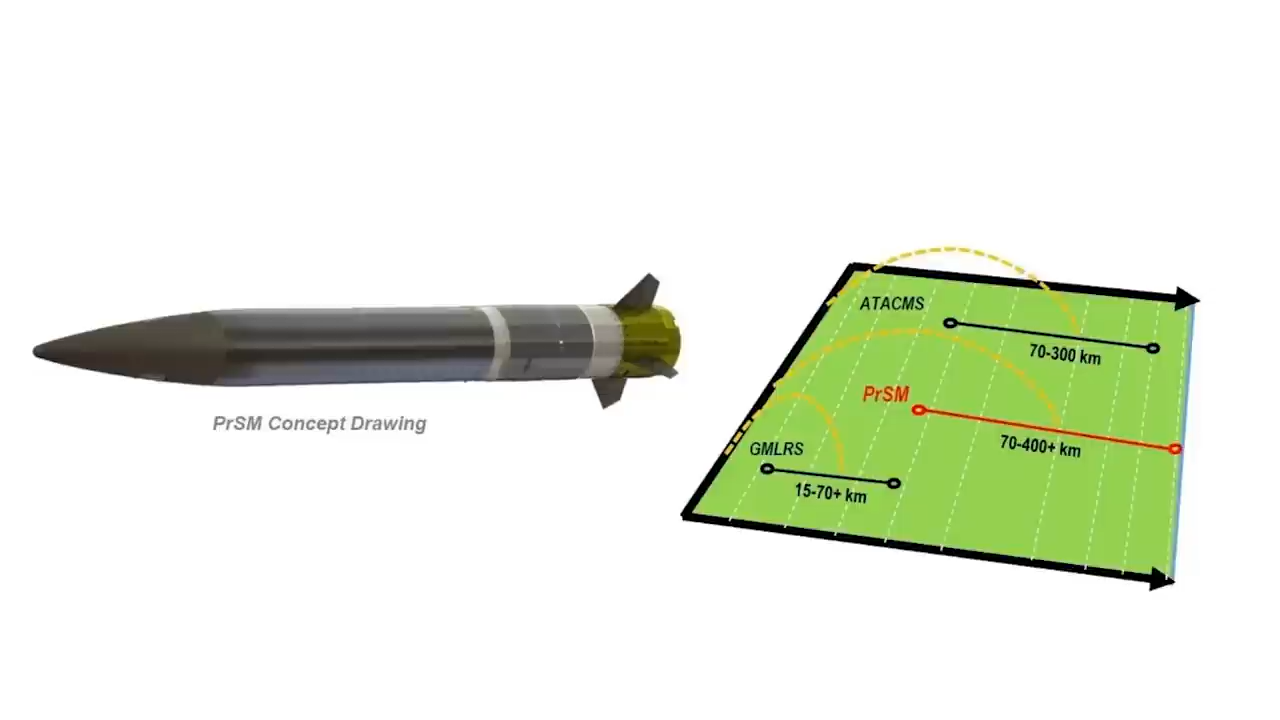 PrSM Concept Drawing
ATACMS
70-300 km
PrSM
70-400+ km
GMLRS
15-70+ km